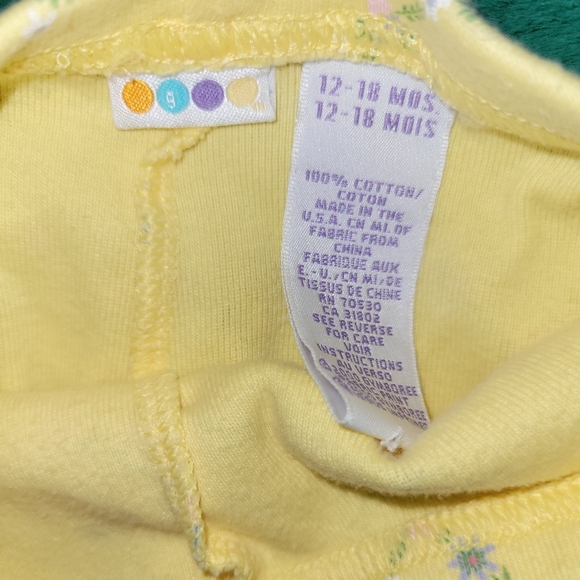 g
12-18 MOS.
12-18 MOIS
100% COTTON/
COTON
MADE IN THE
U.S.A. CN MI. OF
FABRIC FROM
CHINA
FABRIQUE AUX
E.-U./CN MI/DE
TISSUS DE CHINE
RN 70530
CA 31802
SEE REVERSE
FOR CARE
VOIR
INSTRUCTIONS
AU VERSO
GYMBOREE
PRINT